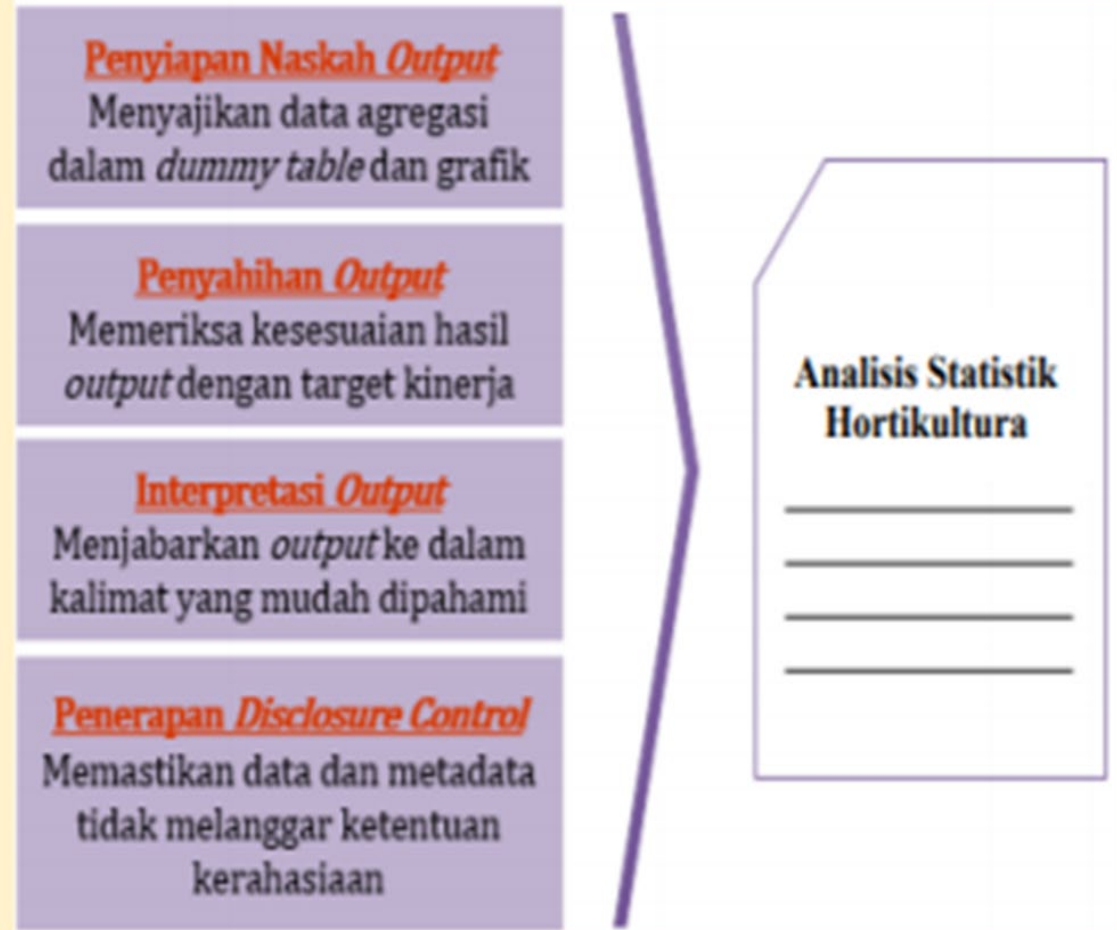 Penyiapan Naskah Output
Menyajikan data agregasi
dalam dummy table dan grafik
Penyahihan Output
Memeriksa kesesuaian hasil
output dengan target kinerja
Interpretasi Output
Menjabarkan output ke dalam
kalimat yang mudah dipahami
Penerapan Disclosure Control
Memastikan data dan metadata
tidak melanggar ketentuan
kerahasiaan
Analisis Statistik
Hortikultura